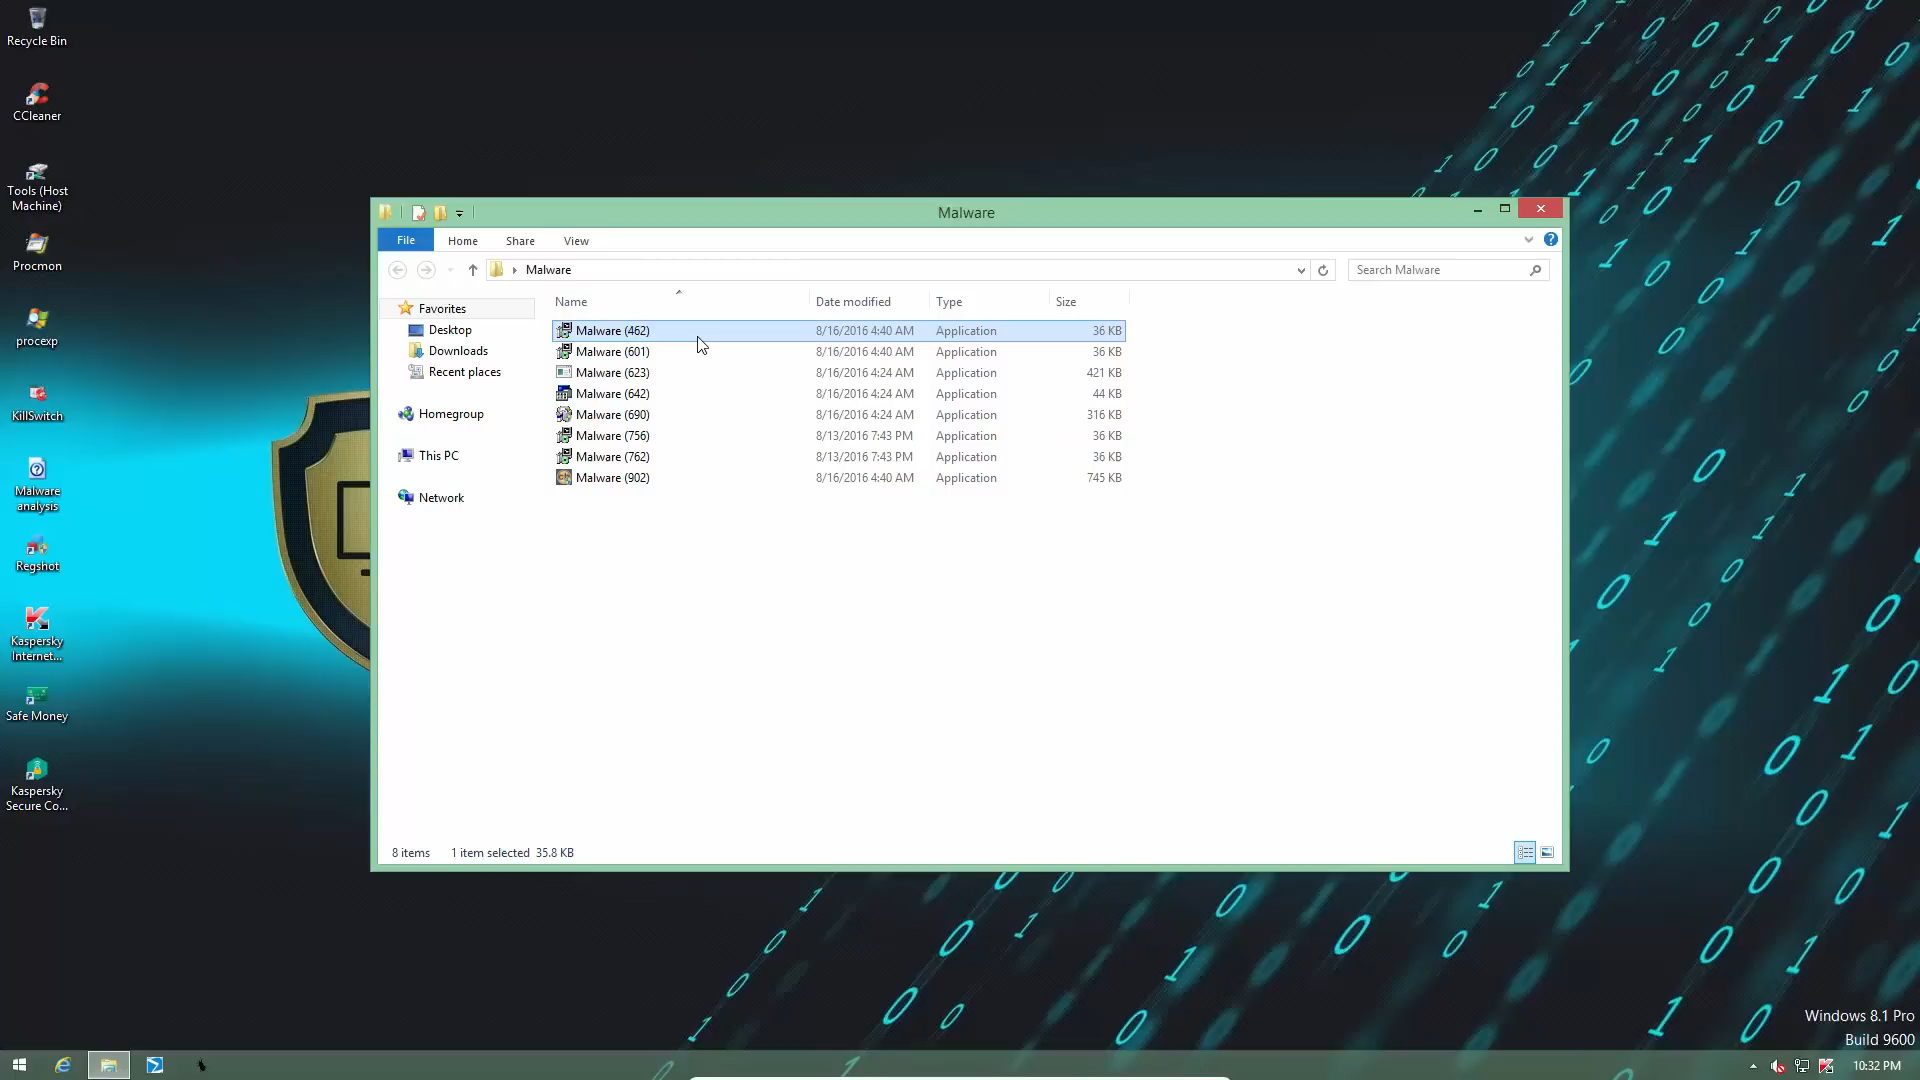 Recycle Bin
CCleaner
Tools (Host
Machine)
Procmon
procexp
KillSwitch
Malware
analysis
Regshot
Kaspersky
Internet...
Safe Money
Kaspersky
Secure Co...
Malware
File Home Share View
Malware
Search Malware
Favorites
Desktop
Downloads
Recent places
Homegroup
This PC
Network
Name Date modified Type Size
Malware (462) 8/16/2016 4:40 AM Application 36 KB
Malware (601) 8/16/2016 4:40 AM Application 36 KB
Malware (623) 8/16/2016 4:24 AM Application 421 KB
Malware (642) 8/16/2016 4:24 AM Application 44 KB
Malware (690) 8/16/2016 4:24 AM Application 316 KB
Malware (756) 8/13/2016 7:43 PM Application 36 KB
Malware (762) 8/13/2016 7:43 PM Application 36 KB
Malware (902) 8/16/2016 4:40 AM Application 745 KB
8 items 1 item selected 35.8 KB
Windows 8.1 Pro
Build 9600
10:32 PM